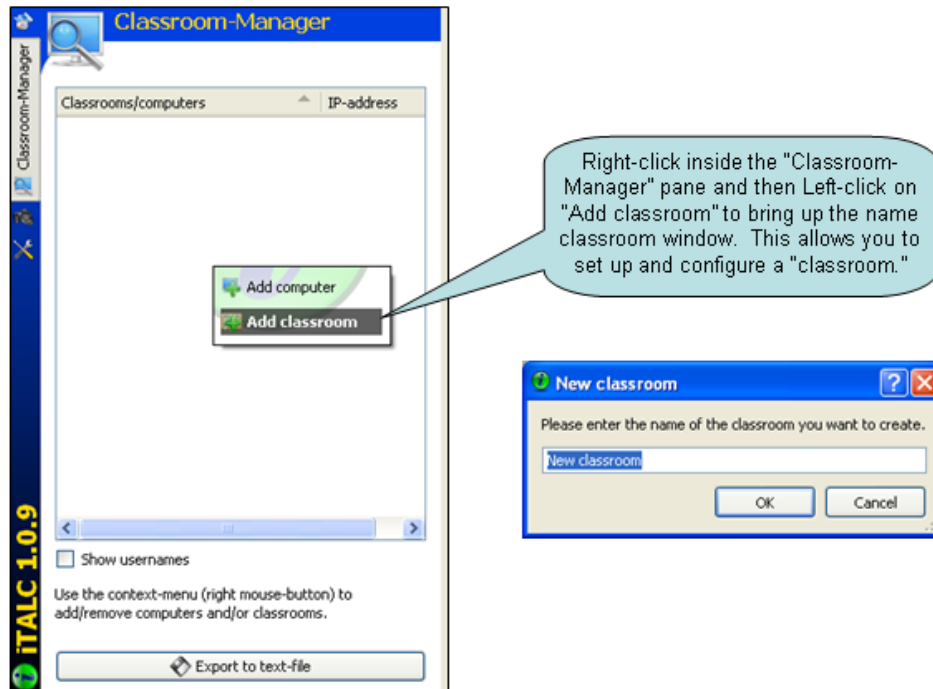 Classroom-Manager
Classroom-Manager
Classrooms/computers IP-address
Add computer
Add classroom
Show usernames
Use the context-menu (right mouse-button) to
add/remove computers and/or classrooms.
Export to text-file
iTALC 1.0.9
Right-click inside the "Classroom-
Manager" pane and then Left-click on
"Add classroom" to bring up the name
classroom window. This allows you to
set up and configure a "classroom."
New classroom
Please enter the name of the classroom you want to create.
New classroom
OK Cancel